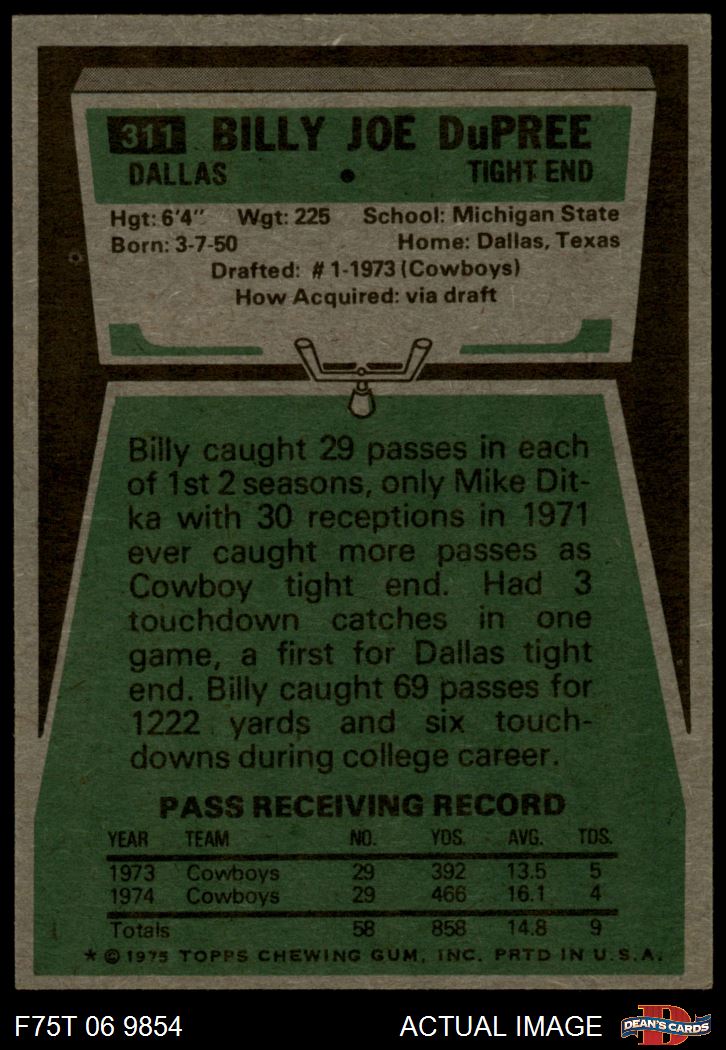 311 BILLY JOE DuPREE
DALLAS • TIGHT END
Hgt: 6'4" Wgt: 225 School: Michigan State
Born: 3-7-50 Home: Dallas, Texas
Drafted: #1-1973 (Cowboys)
How Acquired: via draft
Billy caught 29 passes in each
of 1st 2 seasons, only Mike Dit-
ka with 30 receptions in 1971
ever caught more passes as
Cowboy tight end. Had 3
touchdown catches in one
game, a first for Dallas tight
end. Billy caught 69 passes for
1222 yards and six touch-
downs during college career.
PASS RECEIVING RECORD
YEAR TEAM NO. YDS. AVG. TDS.
1973 Cowboys 29 392 13.5 5
1974 Cowboys 29 466 16.1 4
Totals 58 858 14.8 9
* © 1975 TOPPS CHEWING GUM, INC. PRTD IN U.S.A.
F75T 06 9854 ACTUAL IMAGE D DEAN'S CARDS